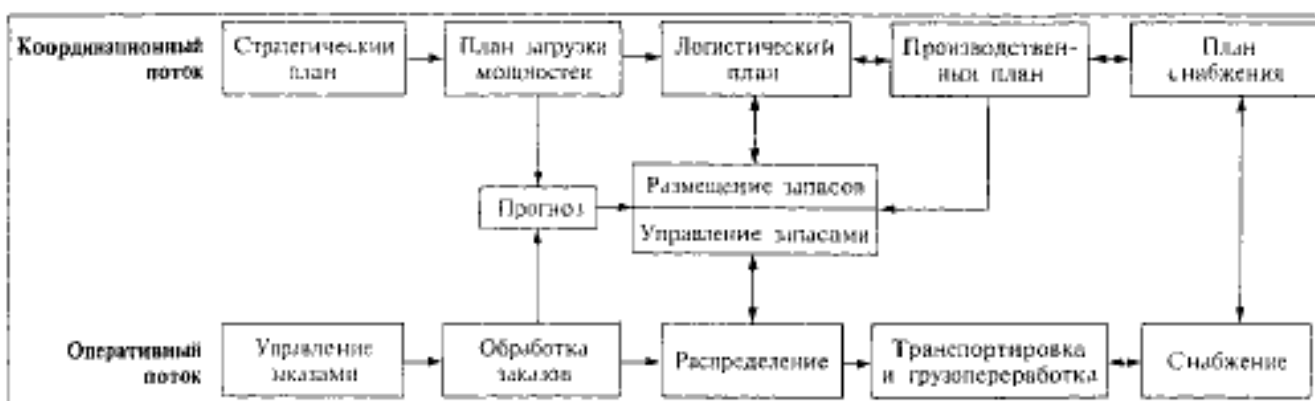 Координационный
поток
Стратегический
план
План загрузки
мощностей
Логистический
план
Производствен-
ный план
План
снабжения
Прогноз
Размещение запасов
Управление запасами
Оперативный
поток
Управление
заказами
Обработка
заказов
Распределение
Транспортировка
и грузопереработка
Снабжение